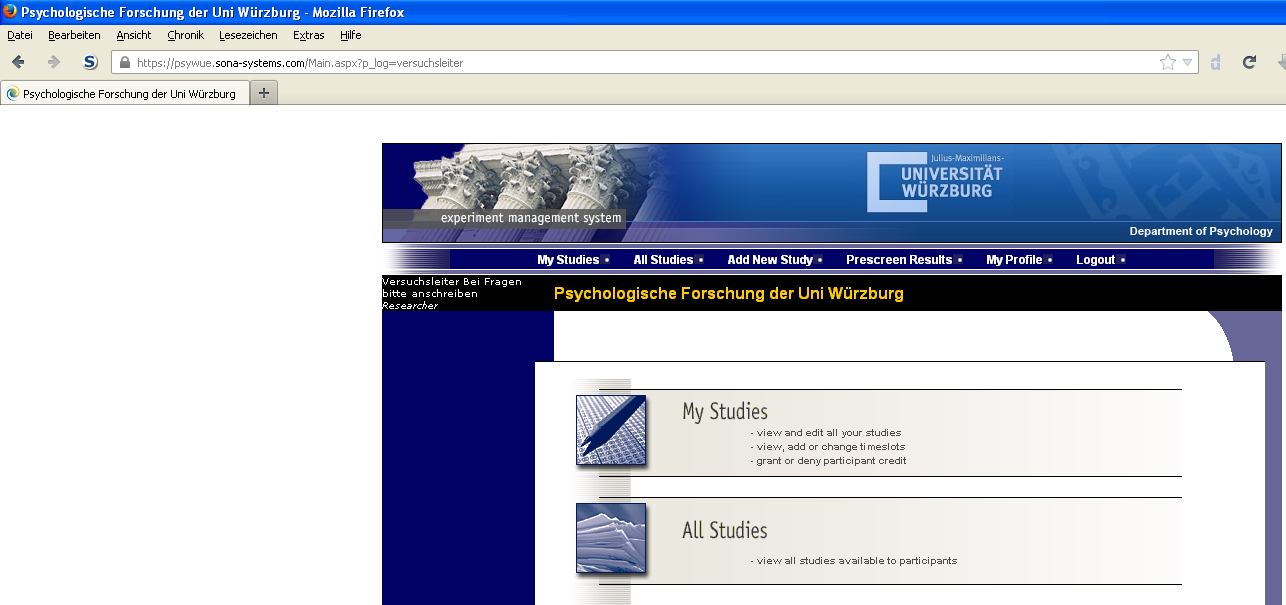 Psychologische Forschung der Uni Würzburg - Mozilla Firefox
Datei Bearbeiten Ansicht Chronik Lesezeichen Extras Hilfe
S https://psywue.sona-systems.com/Main.aspx?p_log=versuchsleiter d
Psychologische Forschung der Uni Würzburg +
Julius-Maximilians-
UNIVERSITÄT
WÜRZBURG
experiment management system
Department of Psychology
My Studies All Studies Add New Study Prescreen Results My Profile Logout
Versuchsleiter Bei Fragen
bitte anschreiben
Researcher
Psychologische Forschung der Uni Würzburg
My Studies
- view and edit all your studies
- view, add or change timeslots
- grant or deny participant credit
All Studies
- view all studies available to participants